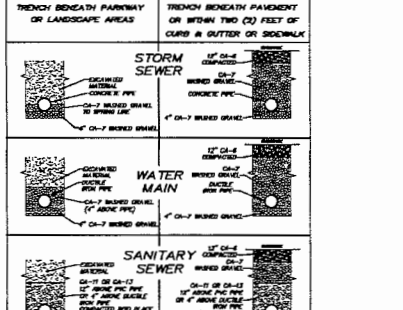 TRENCH BENEATH PARKWAY
OR LANDSCAPE AREAS
TRENCH BENEATH PAVEMENT
OR WITHIN TWO (2) FEET OF
CURB & GUTTER OR SIDEWALK
STORM
SEWER
EXCAVATED
MATERIAL
CONCRETE PIPE
CA-7 WASHED GRAVEL
TO SPRING LINE
4" CA-7 WASHED GRAVEL
12" CA-6
COMPACTED
CA-7
WASHED GRAVEL
CONCRETE PIPE
4" CA-7 WASHED GRAVEL
WATER
MAIN
EXCAVATED
MATERIAL
DUCTILE
IRON PIPE
CA-7 WASHED GRAVEL
(4" ABOVE PIPE)
4" CA-7 WASHED GRAVEL
12" CA-6
COMPACTED
CA-7
WASHED GRAVEL
DUCTILE
IRON PIPE
4" CA-7 WASHED GRAVEL
SANITARY
SEWER
EXCAVATED
MATERIAL
CA-11 OR CA-13
12" ABOVE PVC PIPE
OR 4" ABOVE DUCTILE
IRON PIPE
12" CA-6
COMPACTED
CA-7
WASHED GRAVEL
CA-11 OR CA-13
12" ABOVE PVC PIPE
OR 4" ABOVE DUCTILE
IRON PIPE